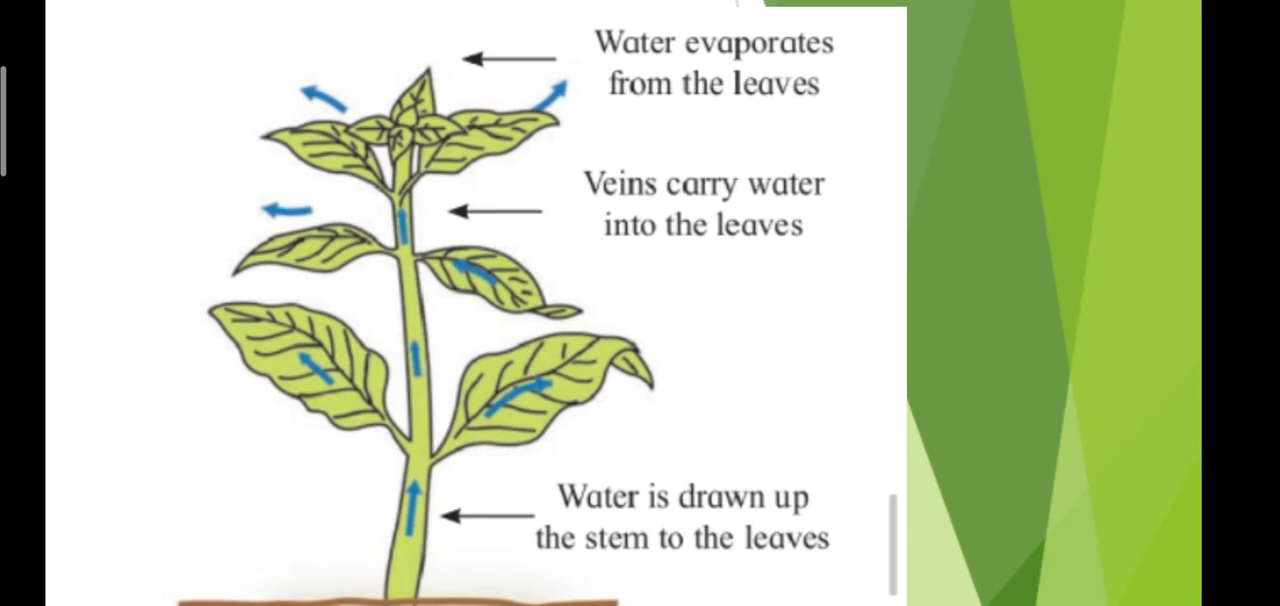 Water evaporates
from the leaves
Veins carry water
into the leaves
Water is drawn up
the stem to the leaves